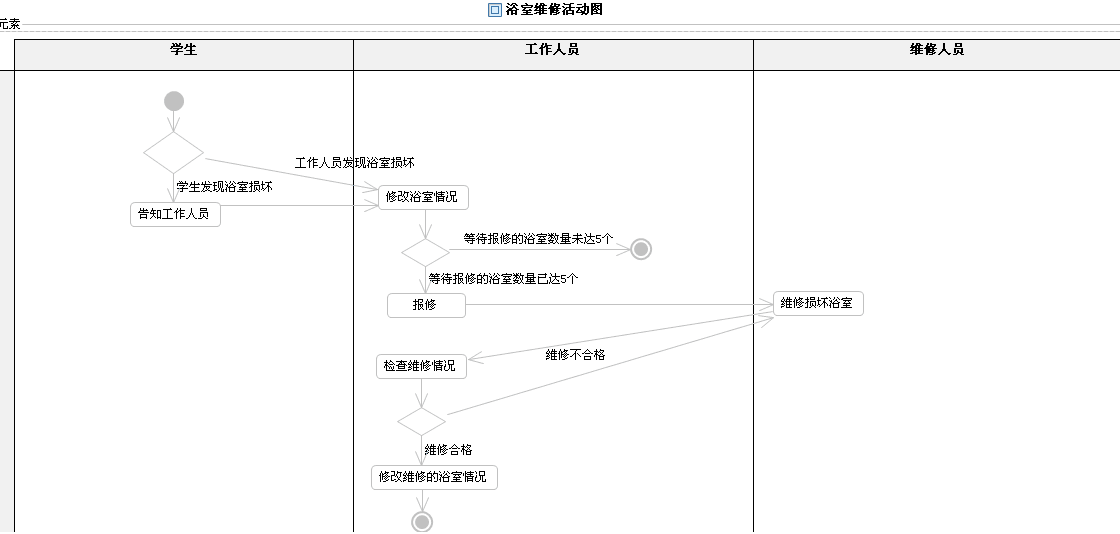 浴室维修活动图
元素
学生
工作人员
维修人员
工作人员发现浴室损坏
学生发现浴室损坏
修改浴室情况
告知工作人员
等待报修的浴室数量未达5个
等待报修的浴室数量已达5个
报修
维修损坏浴室
维修不合格
检查维修情况
维修合格
修改维修的浴室情况